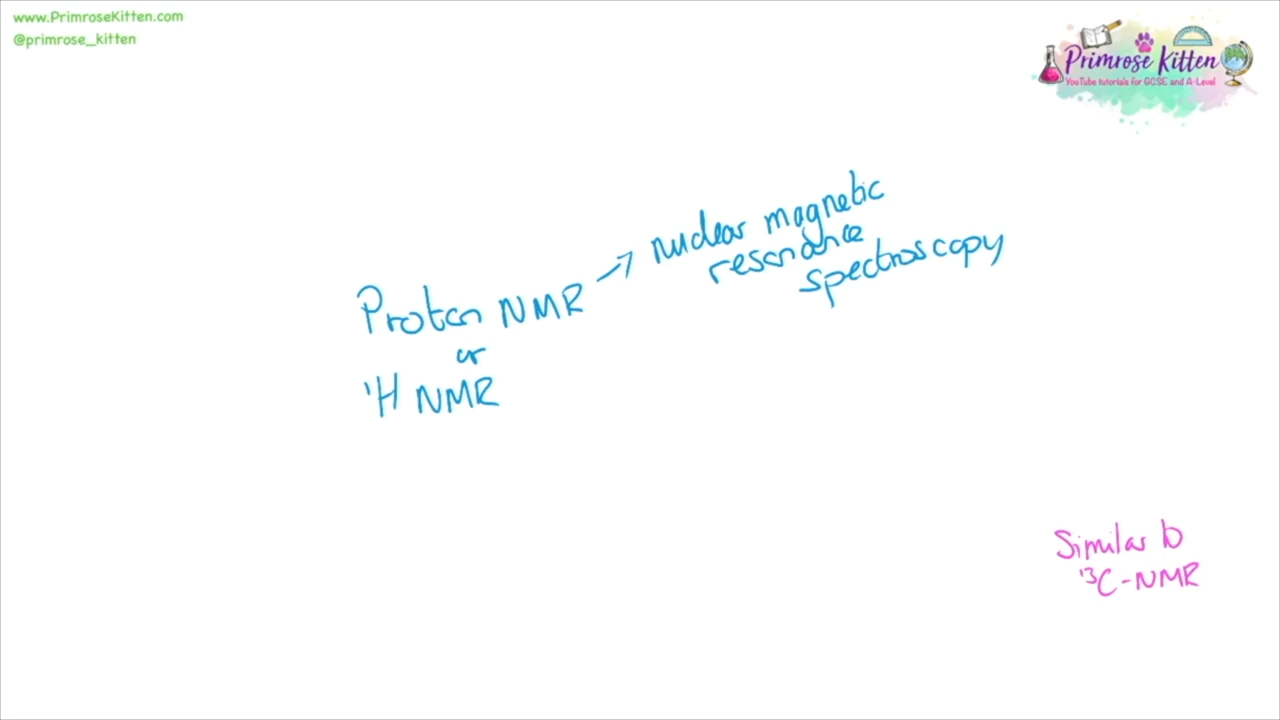 www.PrimroseKitten.com
@primrose_kitten
Primrose Kitten
YouTube tutorials for GCSE and A-Level
nuclear magnetic
resonance
spectroscopy
Proton NMR
or
¹H NMR
Similar to
¹³C-NMR